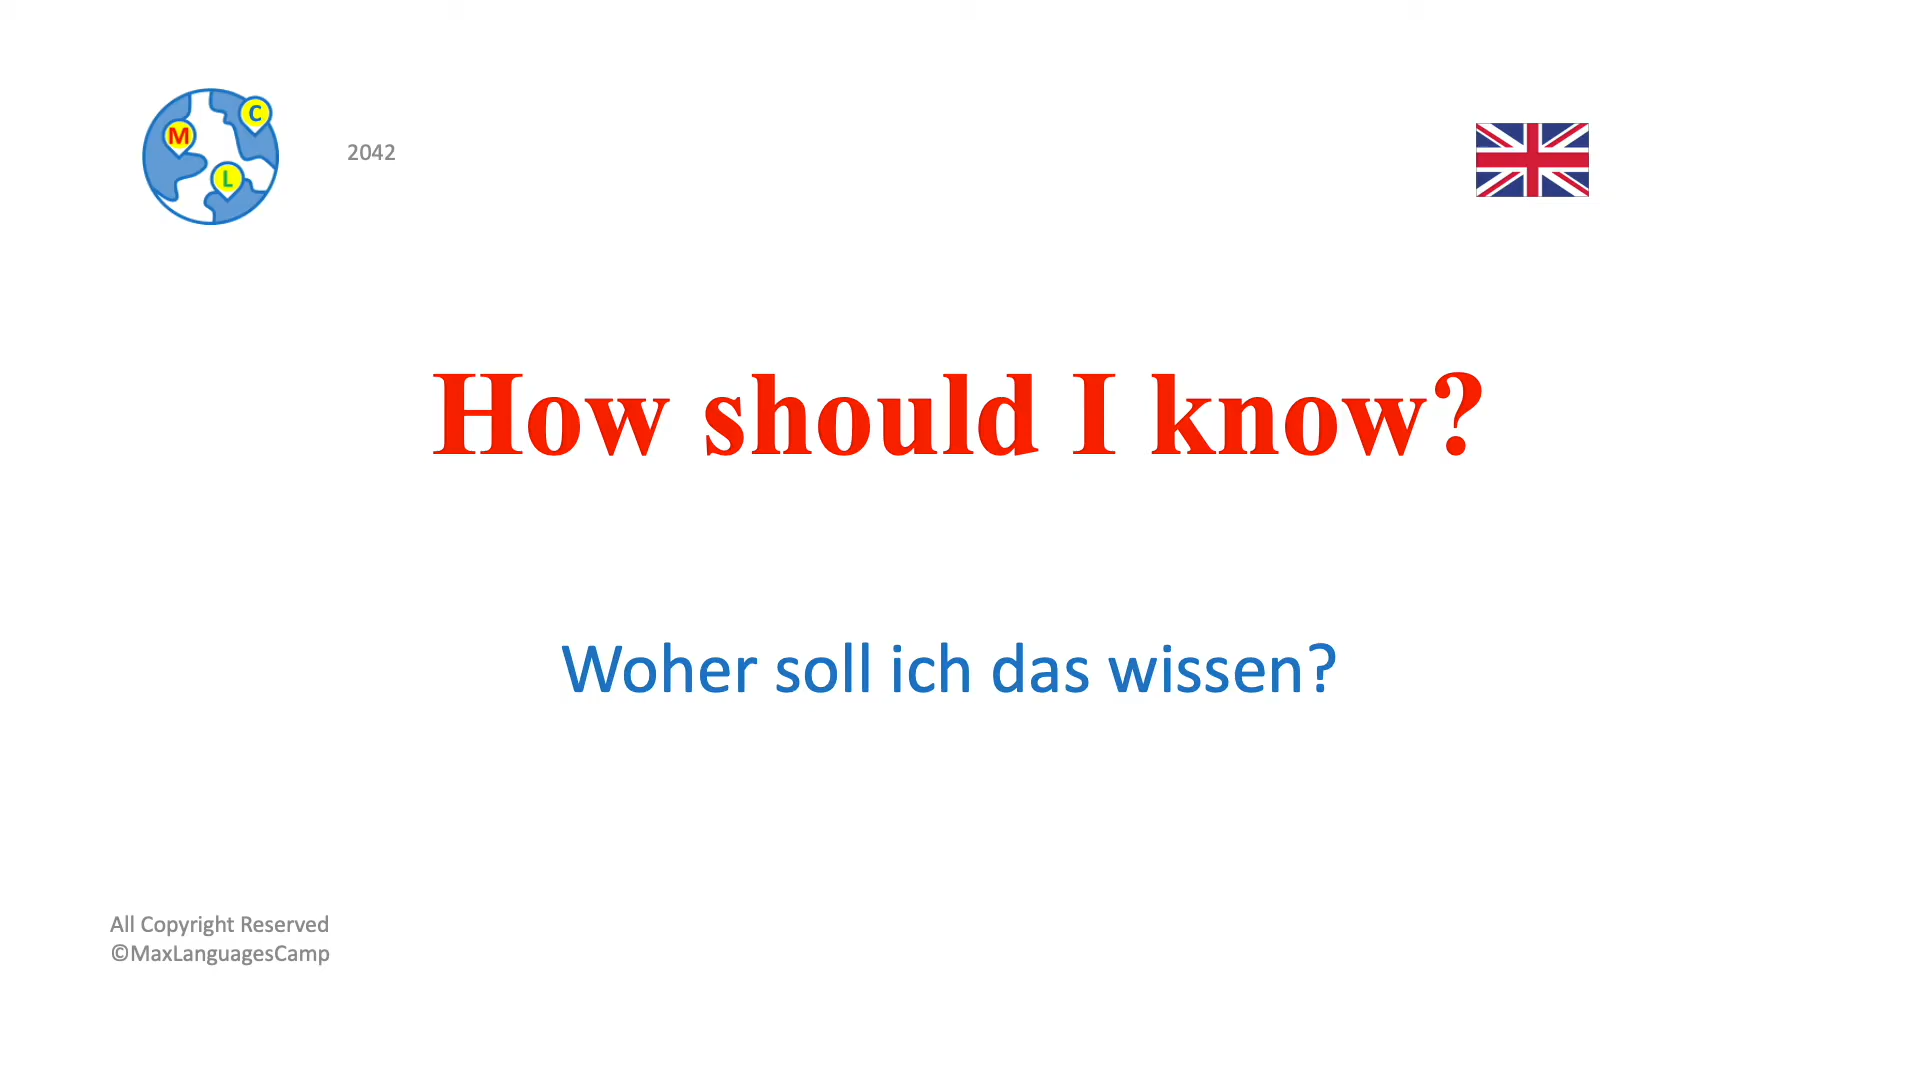 M
C
L
2042
How should I know?
Woher soll ich das wissen?
All Copyright Reserved
©MaxLanguagesCamp